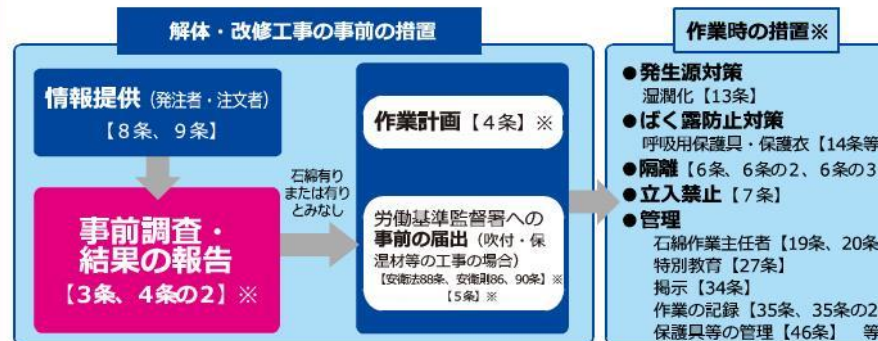 解体・改修工事の事前の措置
情報提供（発注者・注文者）
【8条、9条】
事前調査・
結果の報告
【3条、4条の2】※
石綿有り
または有り
とみなし
作業計画【4条】※
労働基準監督署への
事前の届出（吹付・保
温材等の工事の場合）
【安衛法88条、安衛則86、90条】※
【5条】※
作業時の措置※
●発生源対策
湿潤化【13条】
●ばく露防止対策
呼吸用保護具・保護衣【14条等
●隔離【6条、6条の2、6条の3
●立入禁止【7条】
●管理
石綿作業主任者【19条、20条
特別教育【27条】
掲示【34条】
作業の記録【35条、35条の2
保護具等の管理【46条】　等